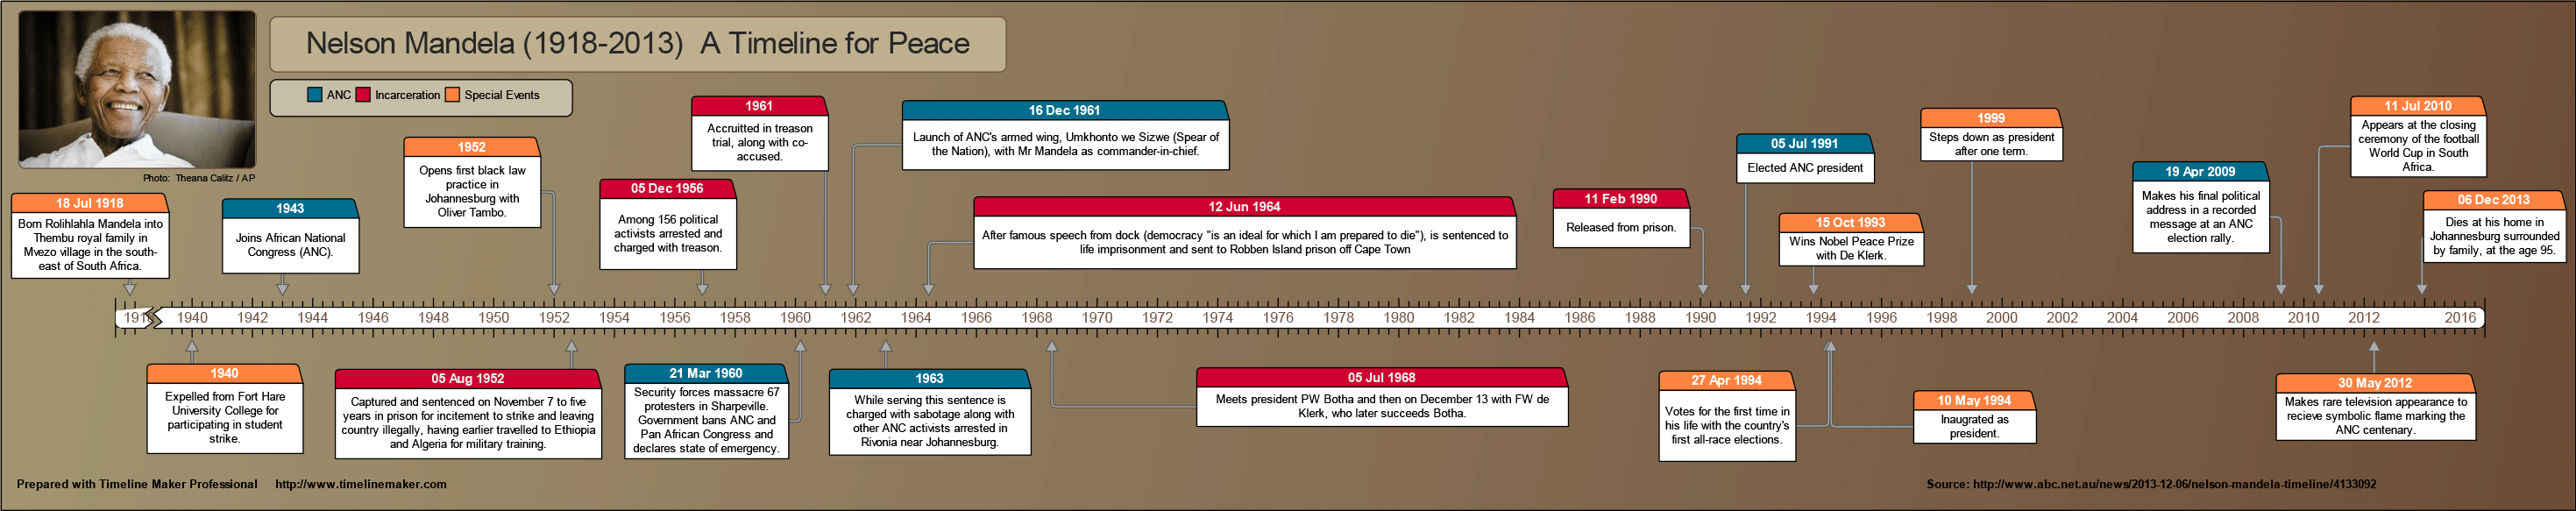 Nelson Mandela (1918-2013)  A Timeline for Peace
ANC
Incarceration
Special Events
Photo:  Theana Calitz / AP
18 Jul 1918
Born Rolihlahla Mandela into
Thembu royal family in
Mvezo village in the south-
east of South Africa.
1943
Joins African National
Congress (ANC).
1952
Opens first black law
practice in
Johannesburg with
Oliver Tambo.
05 Dec 1956
Among 156 political
activists arrested and
charged with treason.
1961
Accruitted in treason
trial, along with co-
accused.
16 Dec 1961
Launch of ANC's armed wing, Umkhonto we Sizwe (Spear of
the Nation), with Mr Mandela as commander-in-chief.
12 Jun 1964
After famous speech from dock (democracy "is an ideal for which I am prepared to die"), is sentenced to
life imprisonment and sent to Robben Island prison off Cape Town
11 Feb 1990
Released from prison.
05 Jul 1991
Elected ANC president
15 Oct 1993
Wins Nobel Peace Prize
with De Klerk.
1999
Steps down as president
after one term.
19 Apr 2009
Makes his final political
address in a recorded
message at an ANC
election rally.
11 Jul 2010
Appears at the closing
ceremony of the football
World Cup in South
Africa.
06 Dec 2013
Dies at his home in
Johannesburg surrounded
by family, at the age 95.
1940 1942 1944 1946 1948 1950 1952 1954 1956 1958 1960 1962 1964 1966 1968 1970 1972 1974 1976 1978 1980 1982 1984 1986 1988 1990 1992 1994 1996 1998 2000 2002 2004 2006 2008 2010 2012 2016
1940
Expelled from Fort Hare
University College for
participating in student
strike.
05 Aug 1952
Captured and sentenced on November 7 to five
years in prison for incitement to strike and leaving
country illegally, having earlier travelled to Ethiopia
and Algeria for military training.
21 Mar 1960
Security forces massacre 67
protesters in Sharpeville.
Government bans ANC and
Pan African Congress and
declares state of emergency.
1963
While serving this sentence is
charged with sabotage along with
other ANC activists arrested in
Rivonia near Johannesburg.
05 Jul 1968
Meets president PW Botha and then on December 13 with FW de
Klerk, who later succeeds Botha.
27 Apr 1994
Votes for the first time in
his life with the country's
first all-race elections.
10 May 1994
Inaugrated as
president.
30 May 2012
Makes rare television appearance to
recieve symbolic flame marking the
ANC centenary.
Prepared with Timeline Maker Professional     http://www.timelinemaker.com
Source: http://www.abc.net.au/news/2013-12-06/nelson-mandela-timeline/4133092